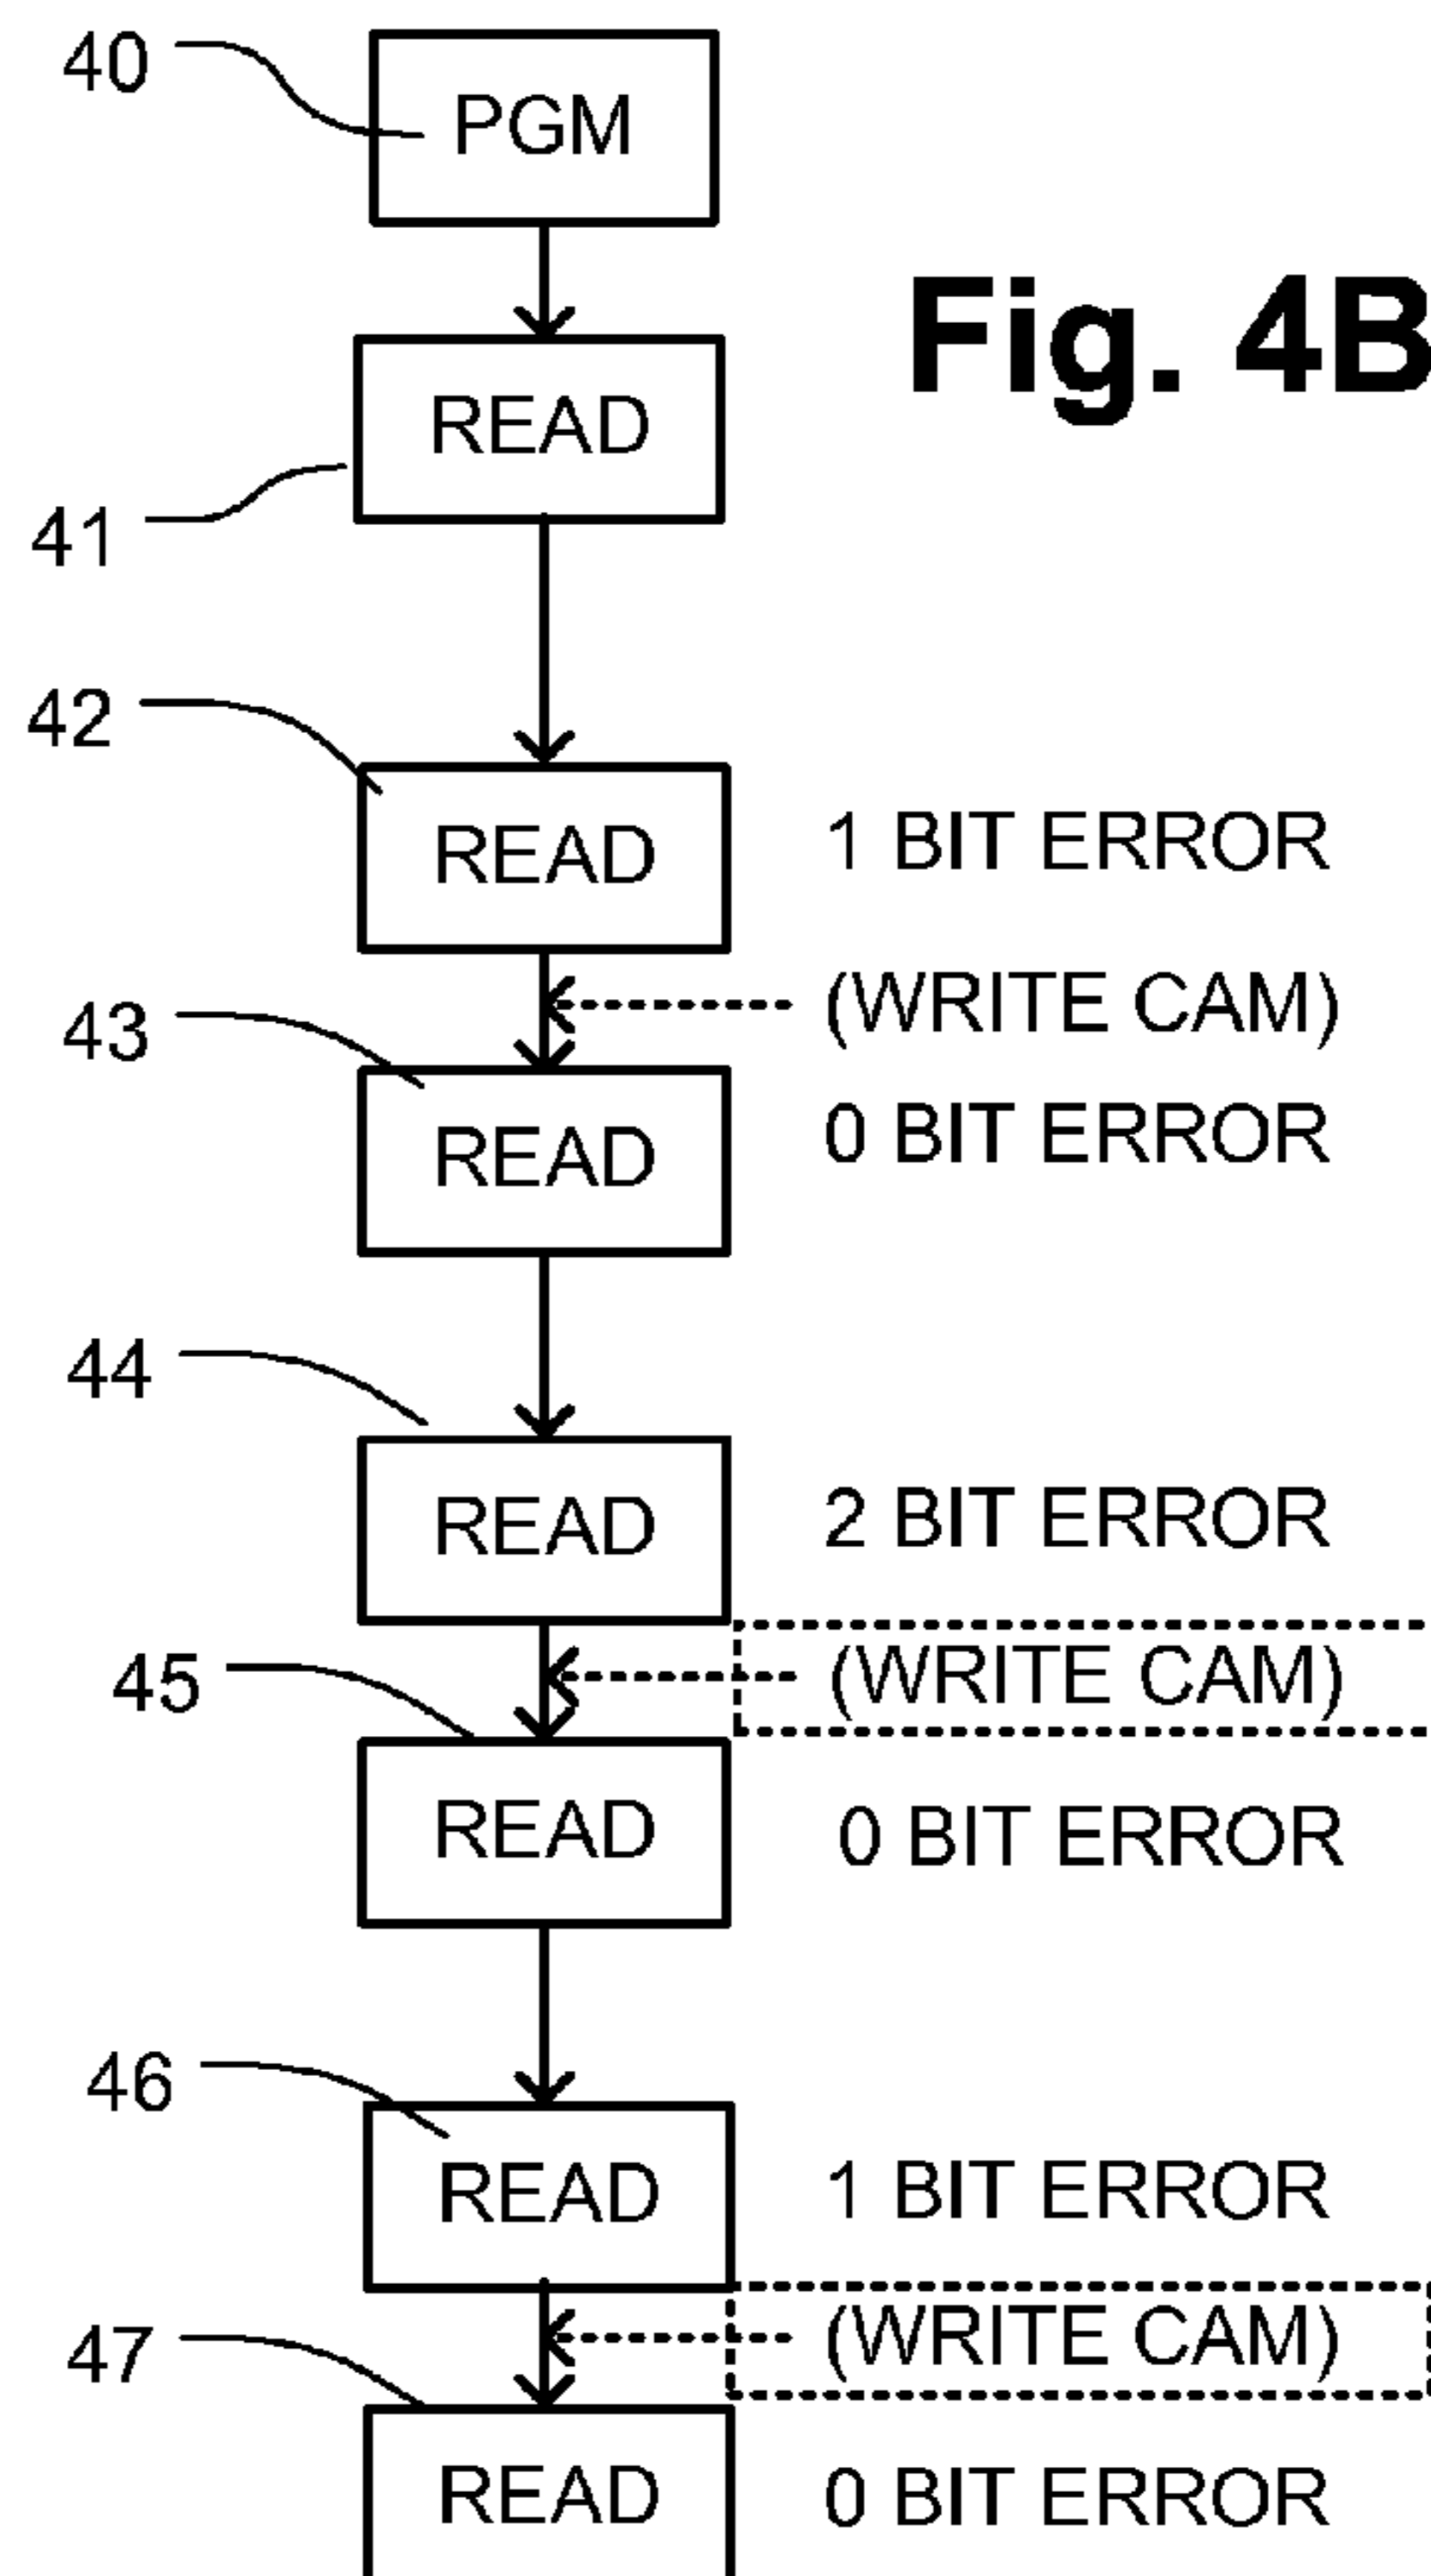 40
PGM
Fig. 4B
READ
41
42
READ
1 BIT ERROR
(WRITE CAM)
43
READ
0 BIT ERROR
44
READ
2 BIT ERROR
(WRITE CAM)
45
READ
0 BIT ERROR
46
READ
1 BIT ERROR
(WRITE CAM)
47
READ
0 BIT ERROR